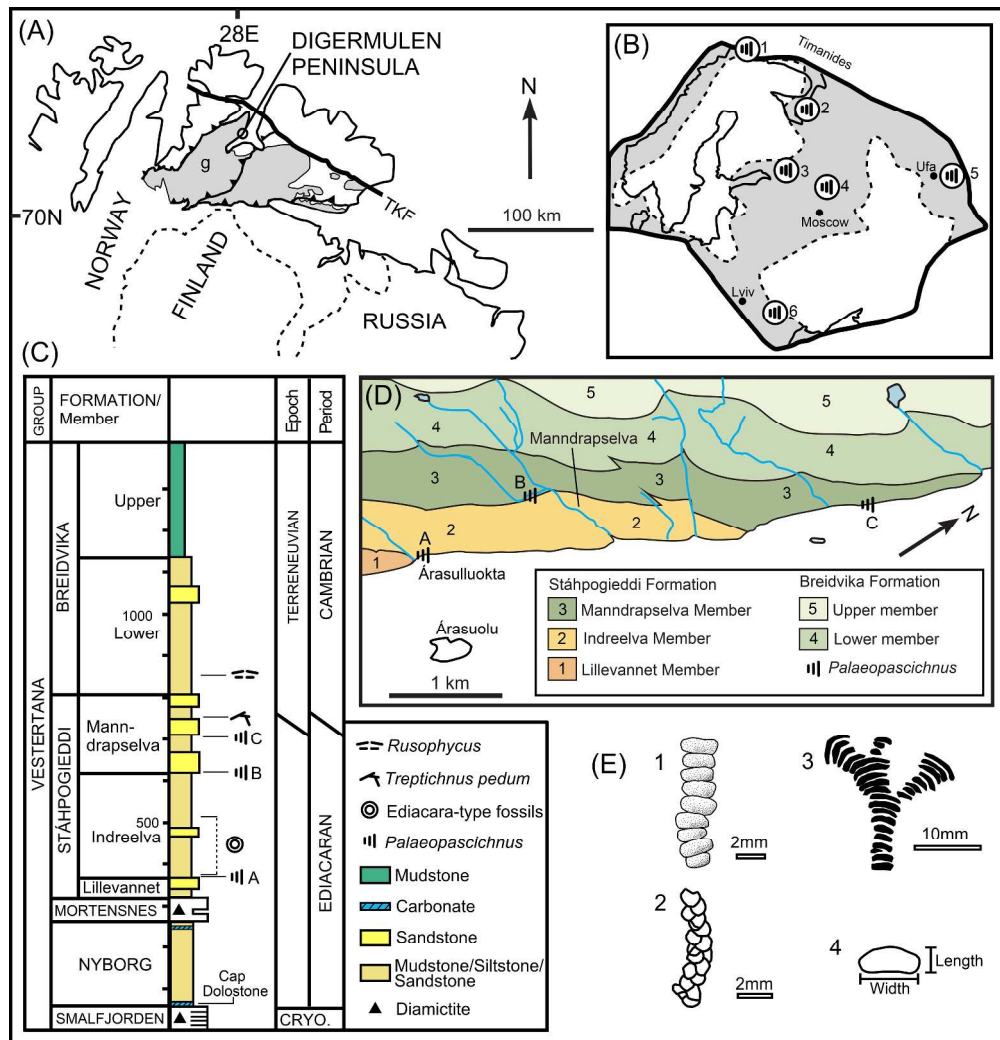 (A)
28E
DIGERMULEN
PENINSULA
N
g
70N
TKF
100 km
NORWAY
FINLAND
RUSSIA
(B)
1
Timanides
2
3
4
Ufa
5
Moscow
Lviv
6
(C)
GROUP
FORMATION/
Member
Epoch
Period
VESTERTANA
BREIDVIKA
Upper
1000
Lower
STÁHPOGIEDDI
Mann-
drapselva
C
B
500
Indreelva
A
Lillevannet
MORTENSNES
NYBORG
Cap
Dolostone
SMALFJORDEN
TERRENEUVIAN
CAMBRIAN
EDIACARAN
CRYO.
Rusophycus
Treptichnus pedum
Ediacara-type fossils
Palaeopascichnus
Mudstone
Carbonate
Sandstone
Mudstone/Siltstone/
Sandstone
Diamictite
(D)
5
5
4
Manndrapselva
4
4
3
B
3
3
C
2
2
A
1
Árasulluokta
N
Árasuolu
1 km
Stáhpogieddi Formation
3 Manndrapselva Member
2 Indreelva Member
1 Lillevannet Member
Breidvika Formation
5 Upper member
4 Lower member
Palaeopascichnus
(E)
1
2mm
2
2mm
3
10mm
4
Length
Width